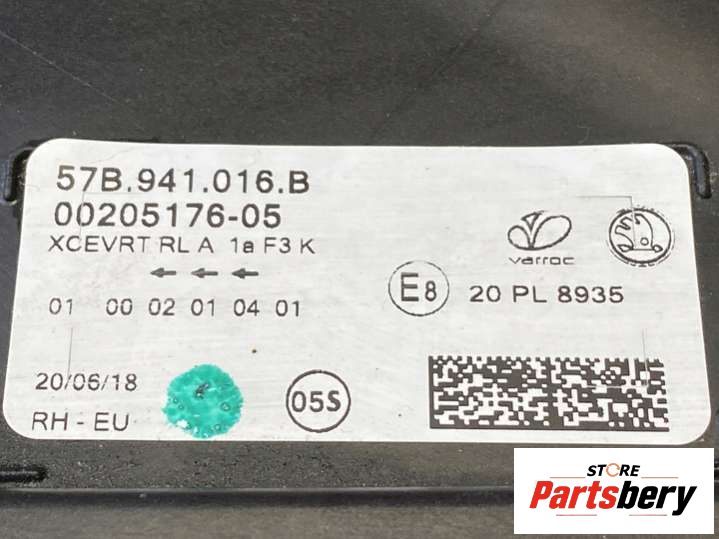 57B.941.016.B
00205176-05
XCEVRT RL A 1a F3 K
←←←
01 00 02 01 04 01
varroc
E8 20 PL 8935
20/06/18
RH - EU
05S
STORE
Partsbery